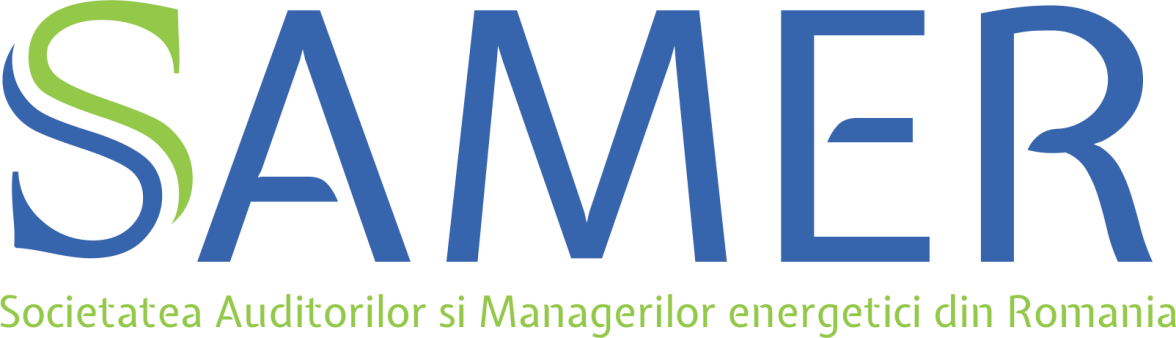 SAMER
Societatea Auditorilor si Managerilor energetici din Romania